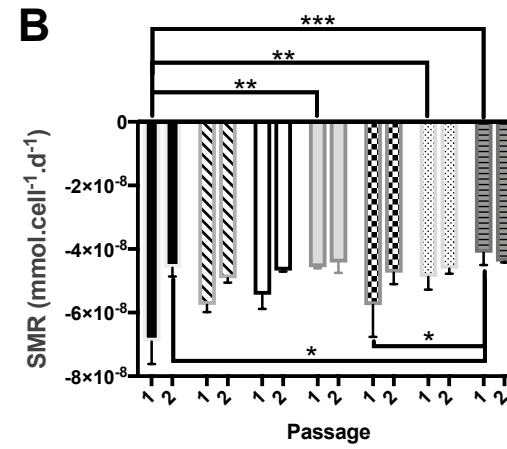 B
***
**
**
0
-2×10⁻⁸
-4×10⁻⁸
-6×10⁻⁸
-8×10⁻⁸
SMR (mmol.cell⁻¹.d⁻¹)
*
*
1 2 1 2 1 2 1 2 1 2 1 2 1 2
Passage